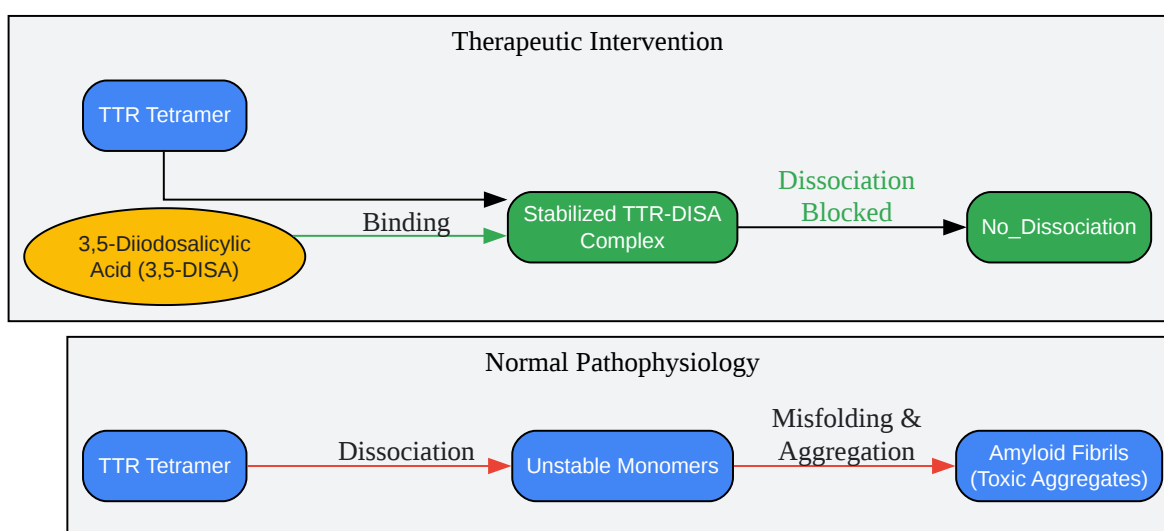 Therapeutic Intervention
TTR Tetramer
3,5-Diiodosalicylic
Acid (3,5-DISA)
Binding
Stabilized TTR-DISA
Complex
Dissociation
Blocked
No_Dissociation
Normal Pathophysiology
TTR Tetramer
Dissociation
Unstable Monomers
Misfolding &
Aggregation
Amyloid Fibrils
(Toxic Aggregates)